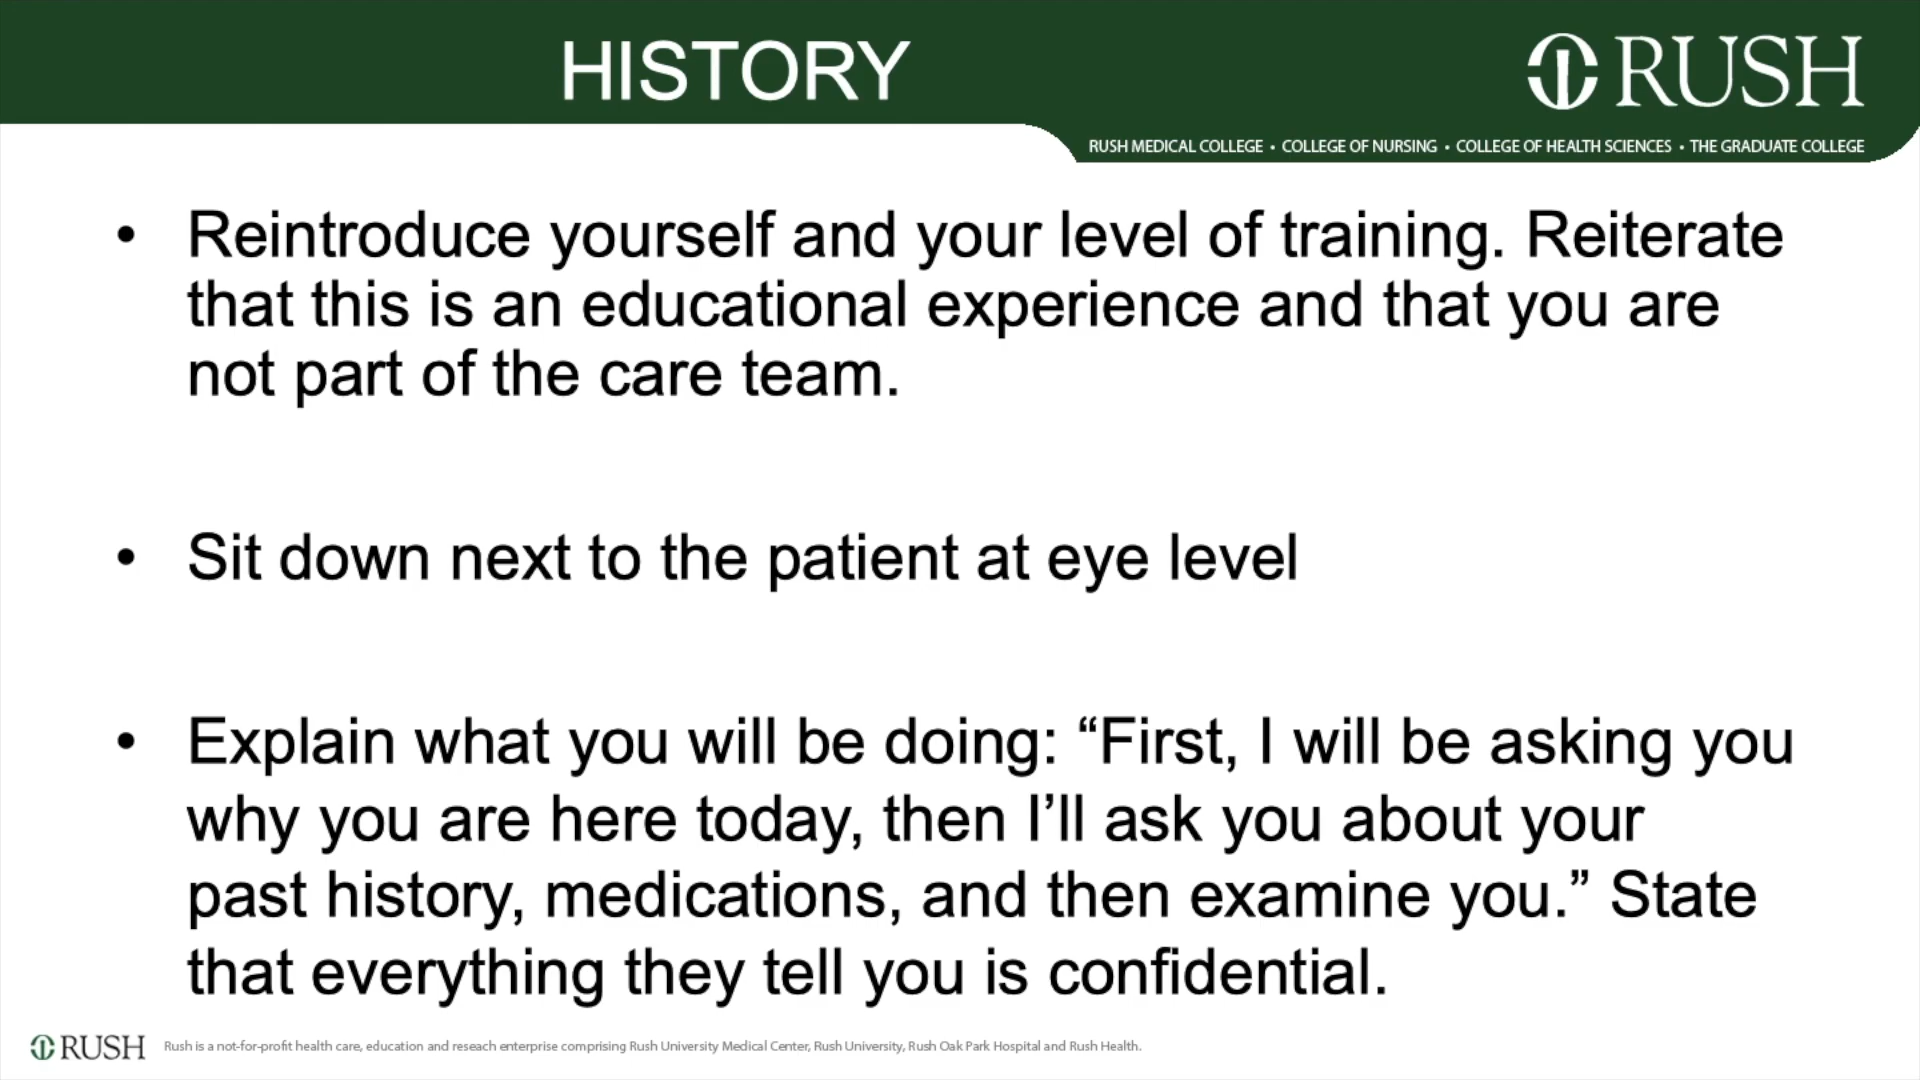 HISTORY
RUSH
RUSH MEDICAL COLLEGE • COLLEGE OF NURSING • COLLEGE OF HEALTH SCIENCES • THE GRADUATE COLLEGE
• Reintroduce yourself and your level of training. Reiterate
that this is an educational experience and that you are
not part of the care team.
• Sit down next to the patient at eye level
• Explain what you will be doing: “First, I will be asking you
why you are here today, then I’ll ask you about your
past history, medications, and then examine you.” State
that everything they tell you is confidential.
RUSH Rush is a not-for-profit health care, education and reseach enterprise comprising Rush University Medical Center, Rush University, Rush Oak Park Hospital and Rush Health.